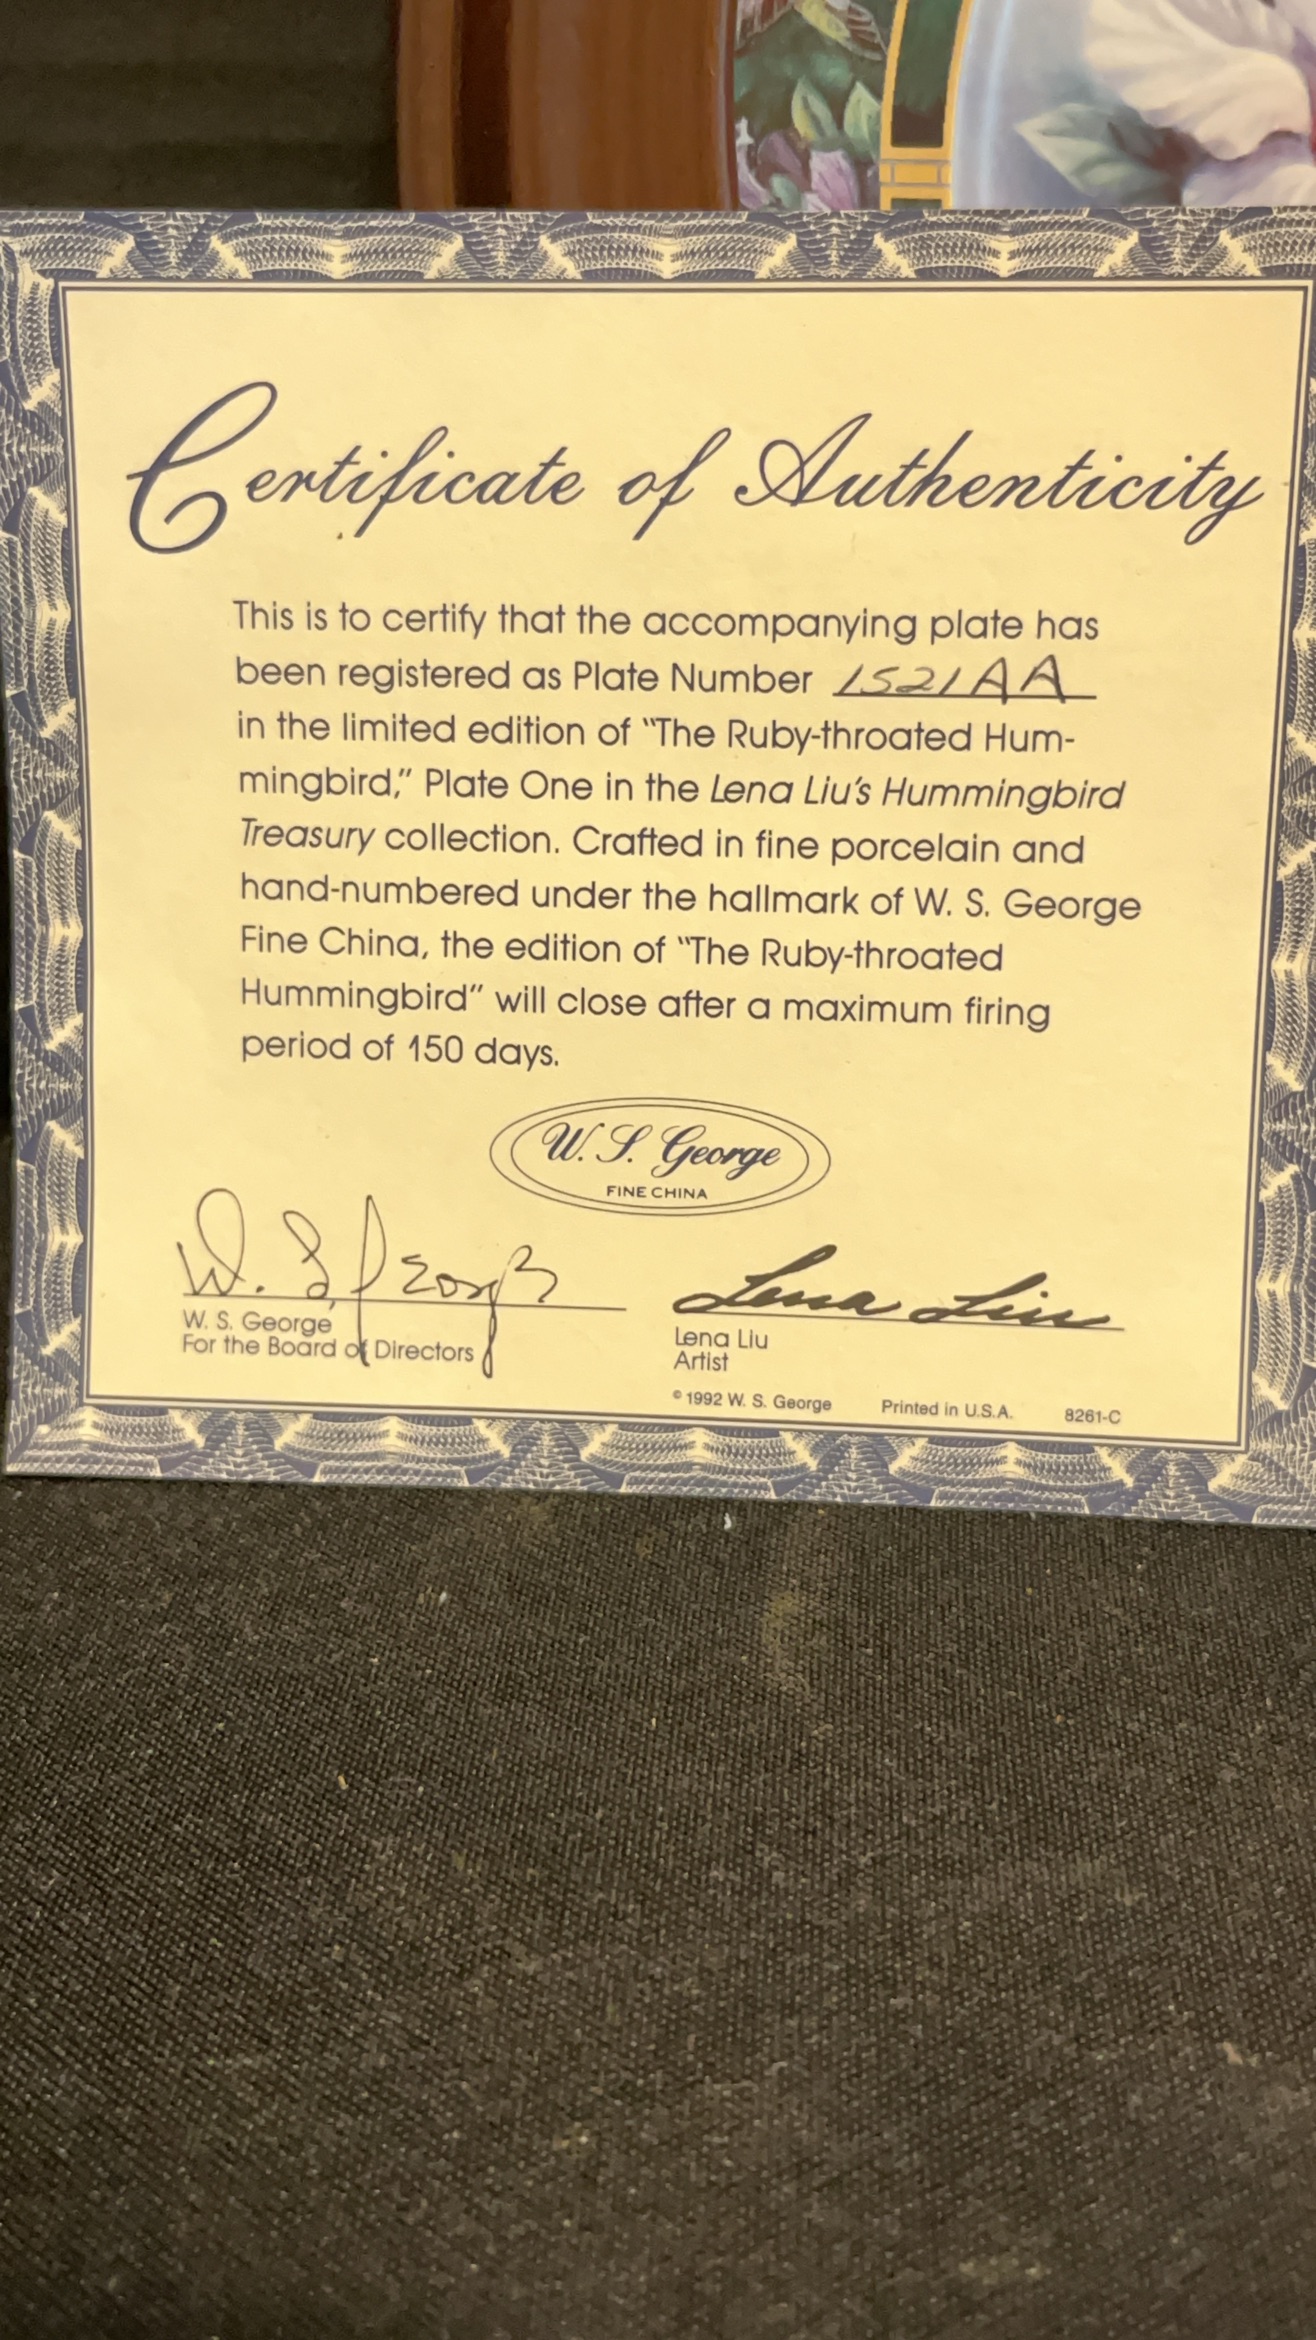 Certificate of Authenticity
This is to certify that the accompanying plate has
been registered as Plate Number 1521AA
in the limited edition of "The Ruby-throated Hum-
mingbird," Plate One in the Lena Liu's Hummingbird
Treasury collection. Crafted in fine porcelain and
hand-numbered under the hallmark of W. S. George
Fine China, the edition of "The Ruby-throated
Hummingbird" will close after a maximum firing
period of 150 days.
W. S. George
FINE CHINA
W. S. George Lena Liu
W. S. George
For the Board of Directors
Lena Liu
Artist
© 1992 W. S. George Printed in U.S.A. 8261-C